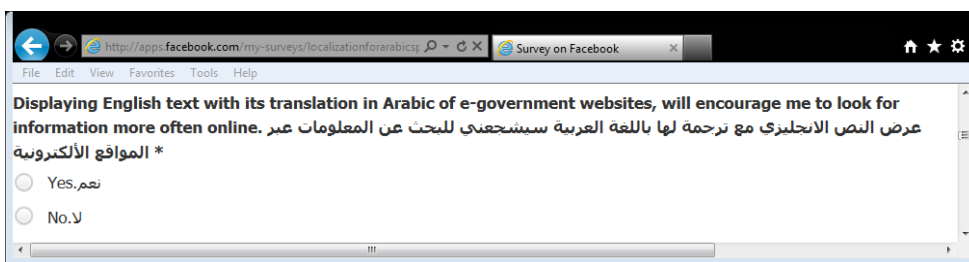 http://apps.facebook.com/my-surveys/localizationforarabicsp
Survey on Facebook
File Edit View Favorites Tools Help
Displaying English text with its translation in Arabic of e-government websites, will encourage me to look for
information more often online. عرض النص الانجليزي مع ترجمة لها باللغة العربية سيشجعني للبحث عن المعلومات عبر
المواقع الألكترونية *
Yes.نعم
No.لا